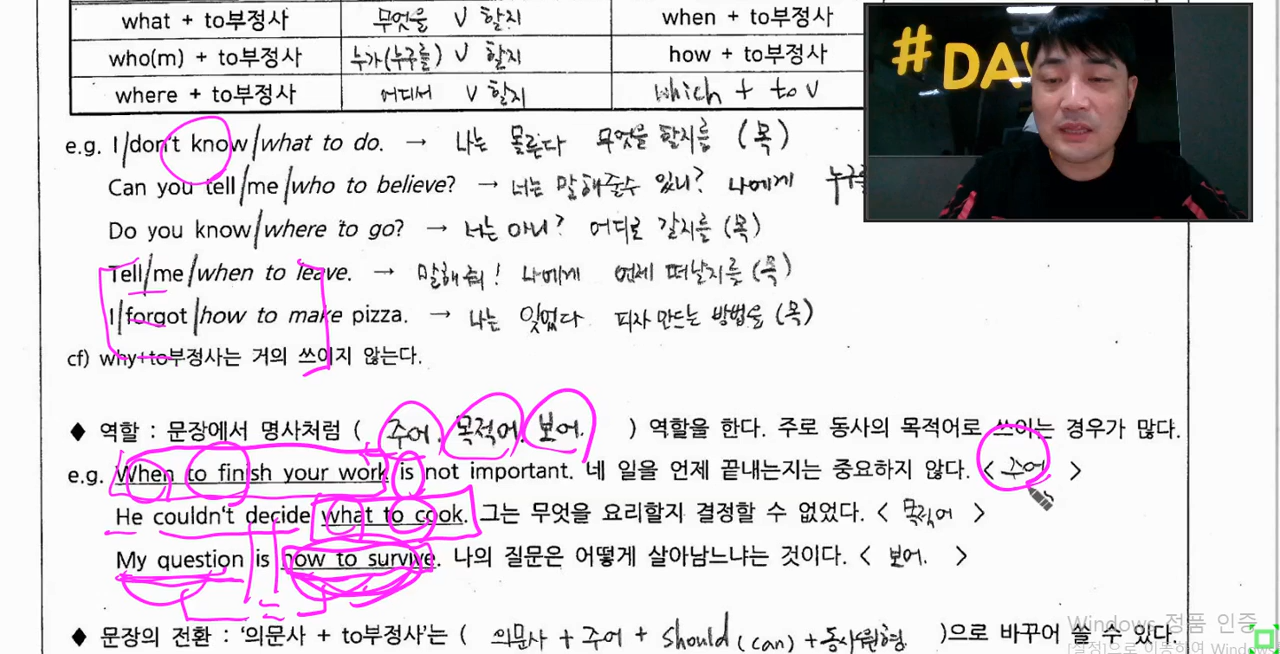 what + to부정사 무엇을 V 할지 when + to부정사
who(m) + to부정사 누가(누구를) V 할지 how + to부정사
where + to부정사 어디서 V 할지 which + to V
#DA
e.g. I/don't know/what to do. → 나는 모른다 무엇을 할지를 (목)
Can you tell/me/who to believe? → 너는 말해줄수 있니? 나에게 누구를
Do you know/where to go? → 너는 아니? 어디로 갈지를 (목)
Tell/me/when to leave. → 말해줘! 나에게 언제 떠날지를 (목)
I/forgot/how to make pizza. → 나는 잊었다 피자 만드는 방법을 (목)
cf) why+to부정사는 거의 쓰이지 않는다.
◆ 역할 : 문장에서 명사처럼 ( 주어, 목적어, 보어. ) 역할을 한다. 주로 동사의 목적어로 쓰이는 경우가 많다.
e.g. When to finish your work is not important. 네 일을 언제 끝내는지는 중요하지 않다. < 주어 >
He couldn't decide what to cook. 그는 무엇을 요리할지 결정할 수 없었다. < 목적어 >
My question is how to survive. 나의 질문은 어떻게 살아남느냐는 것이다. < 보어. >
◆ 문장의 전환 : '의문사 + to부정사'는 ( 의문사 + 주어 + should (can) + 동사원형 )으로 바꾸어 쓸 수 있다.
Windows 정품 인증
[설정]으로 이동하여 Windows